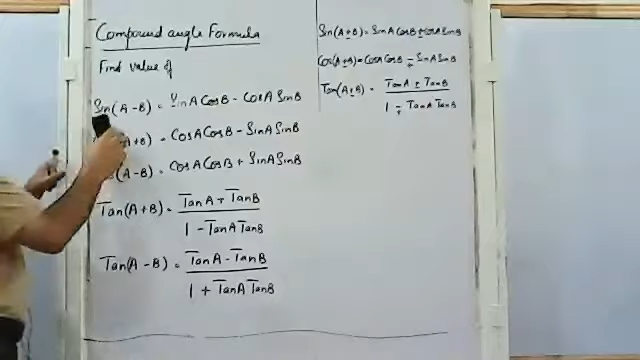 Compound angle Formula
Find value of
Sin(A-B) = SinA CosB - CosA SinB
(A+B) = CosA CosB - SinA SinB
(A-B) = CosA CosB + SinA SinB
Tan(A+B) = TanA + TanB
1 - TanA TanB
Tan(A-B) = TanA - TanB
1 + TanA TanB
Sin(A±B) = SinA CosB ± CosA SinB
Cos(A±B) = CosA CosB ∓ SinA SinB
Tan(A±B) = TanA ± TanB
1 ∓ TanA TanB